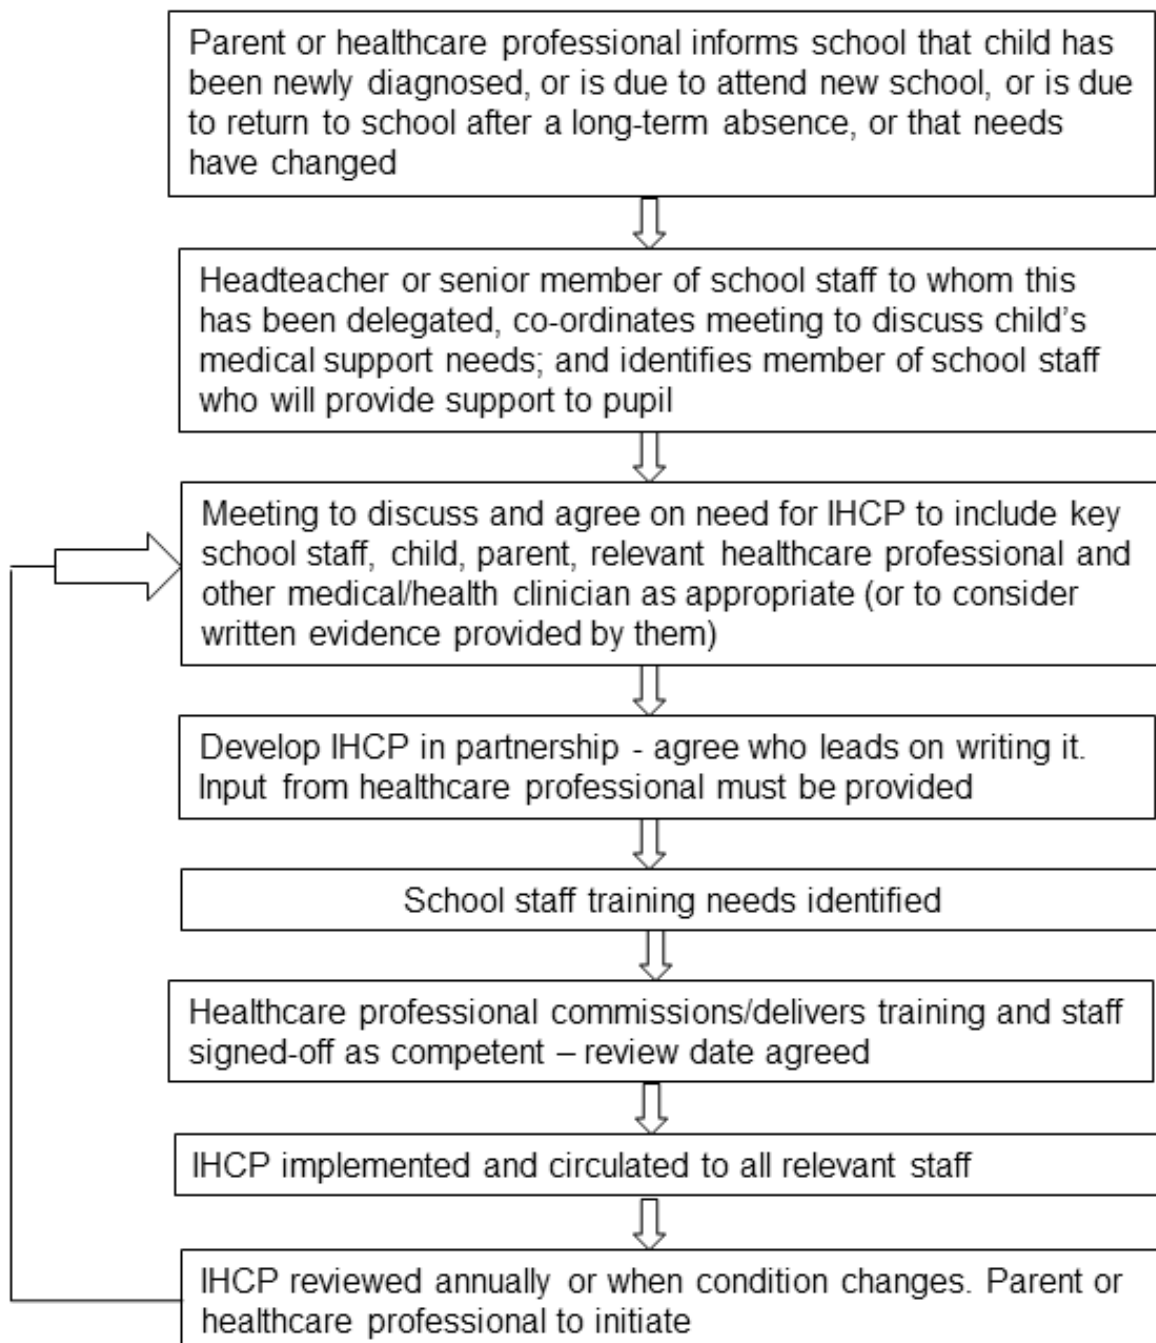 Parent or healthcare professional informs school that child has
been newly diagnosed, or is due to attend new school, or is due
to return to school after a long-term absence, or that needs
have changed
Headteacher or senior member of school staff to whom this
has been delegated, co-ordinates meeting to discuss child's
medical support needs; and identifies member of school staff
who will provide support to pupil
Meeting to discuss and agree on need for IHCP to include key
school staff, child, parent, relevant healthcare professional and
other medical/health clinician as appropriate (or to consider
written evidence provided by them)
Develop IHCP in partnership - agree who leads on writing it.
Input from healthcare professional must be provided
School staff training needs identified
Healthcare professional commissions/delivers training and staff
signed-off as competent – review date agreed
IHCP implemented and circulated to all relevant staff
IHCP reviewed annually or when condition changes. Parent or
healthcare professional to initiate